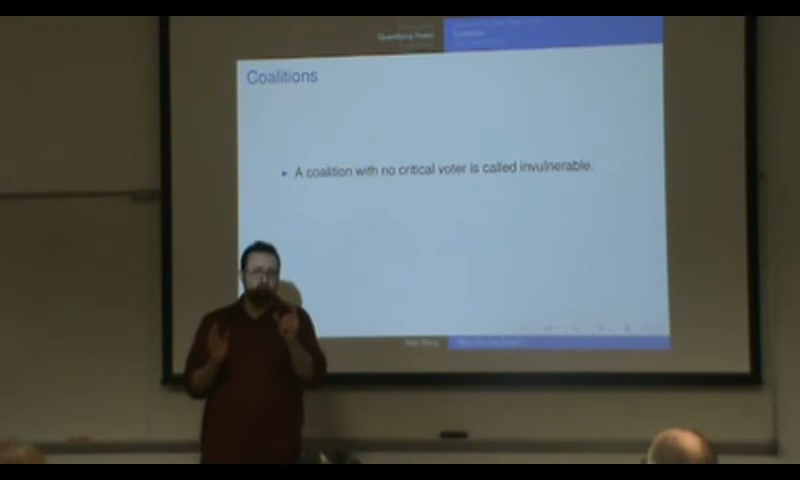 Quantifying Power
Coalitions
A coalition with no critical voter is called invulnerable.